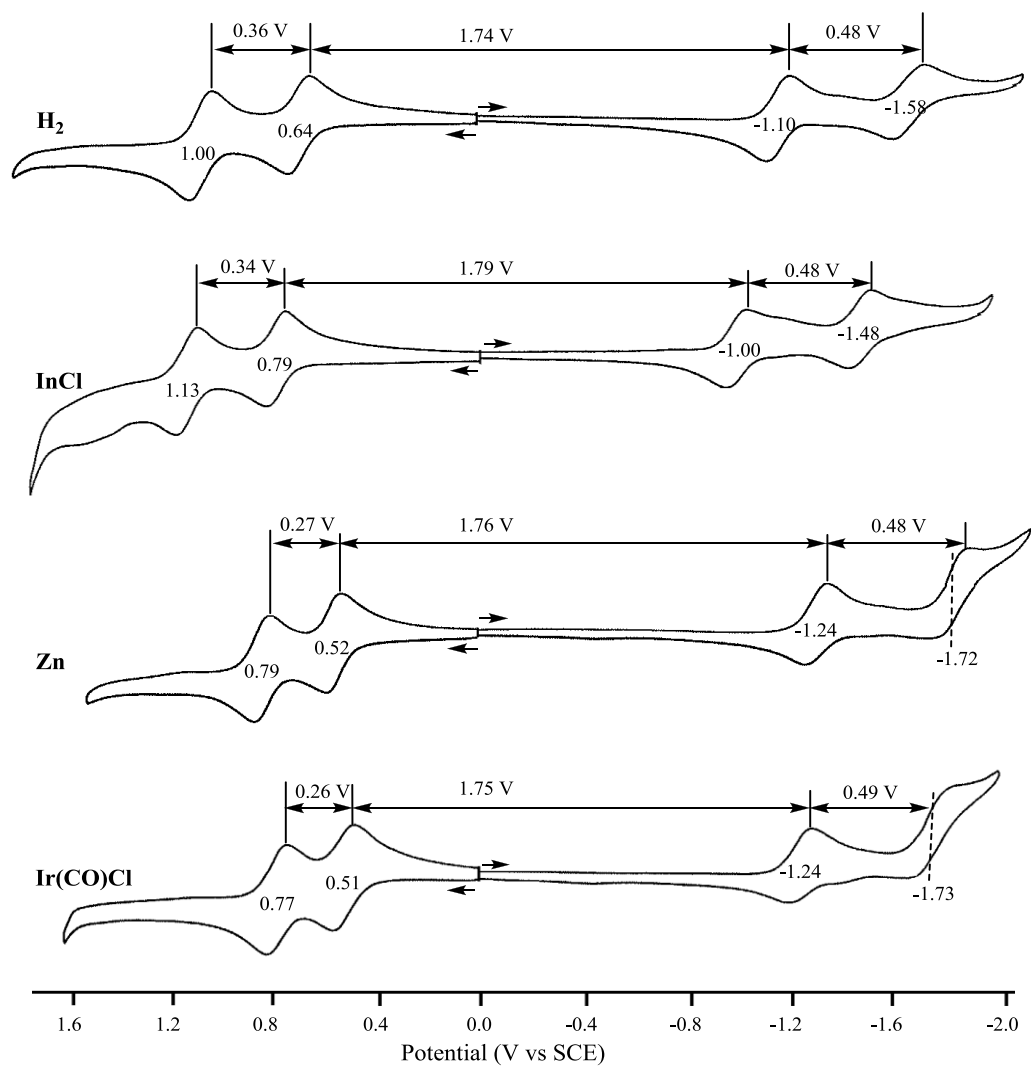 0.36 V 1.74 V 0.48 V
H2
1.00 0.64 -1.10 -1.58
0.34 V 1.79 V 0.48 V
InCl
1.13 0.79 -1.00 -1.48
0.27 V 1.76 V 0.48 V
Zn
0.79 0.52 -1.24 -1.72
0.26 V 1.75 V 0.49 V
Ir(CO)Cl
0.77 0.51 -1.24 -1.73
1.6 1.2 0.8 0.4 0.0 -0.4 -0.8 -1.2 -1.6 -2.0
Potential (V vs SCE)